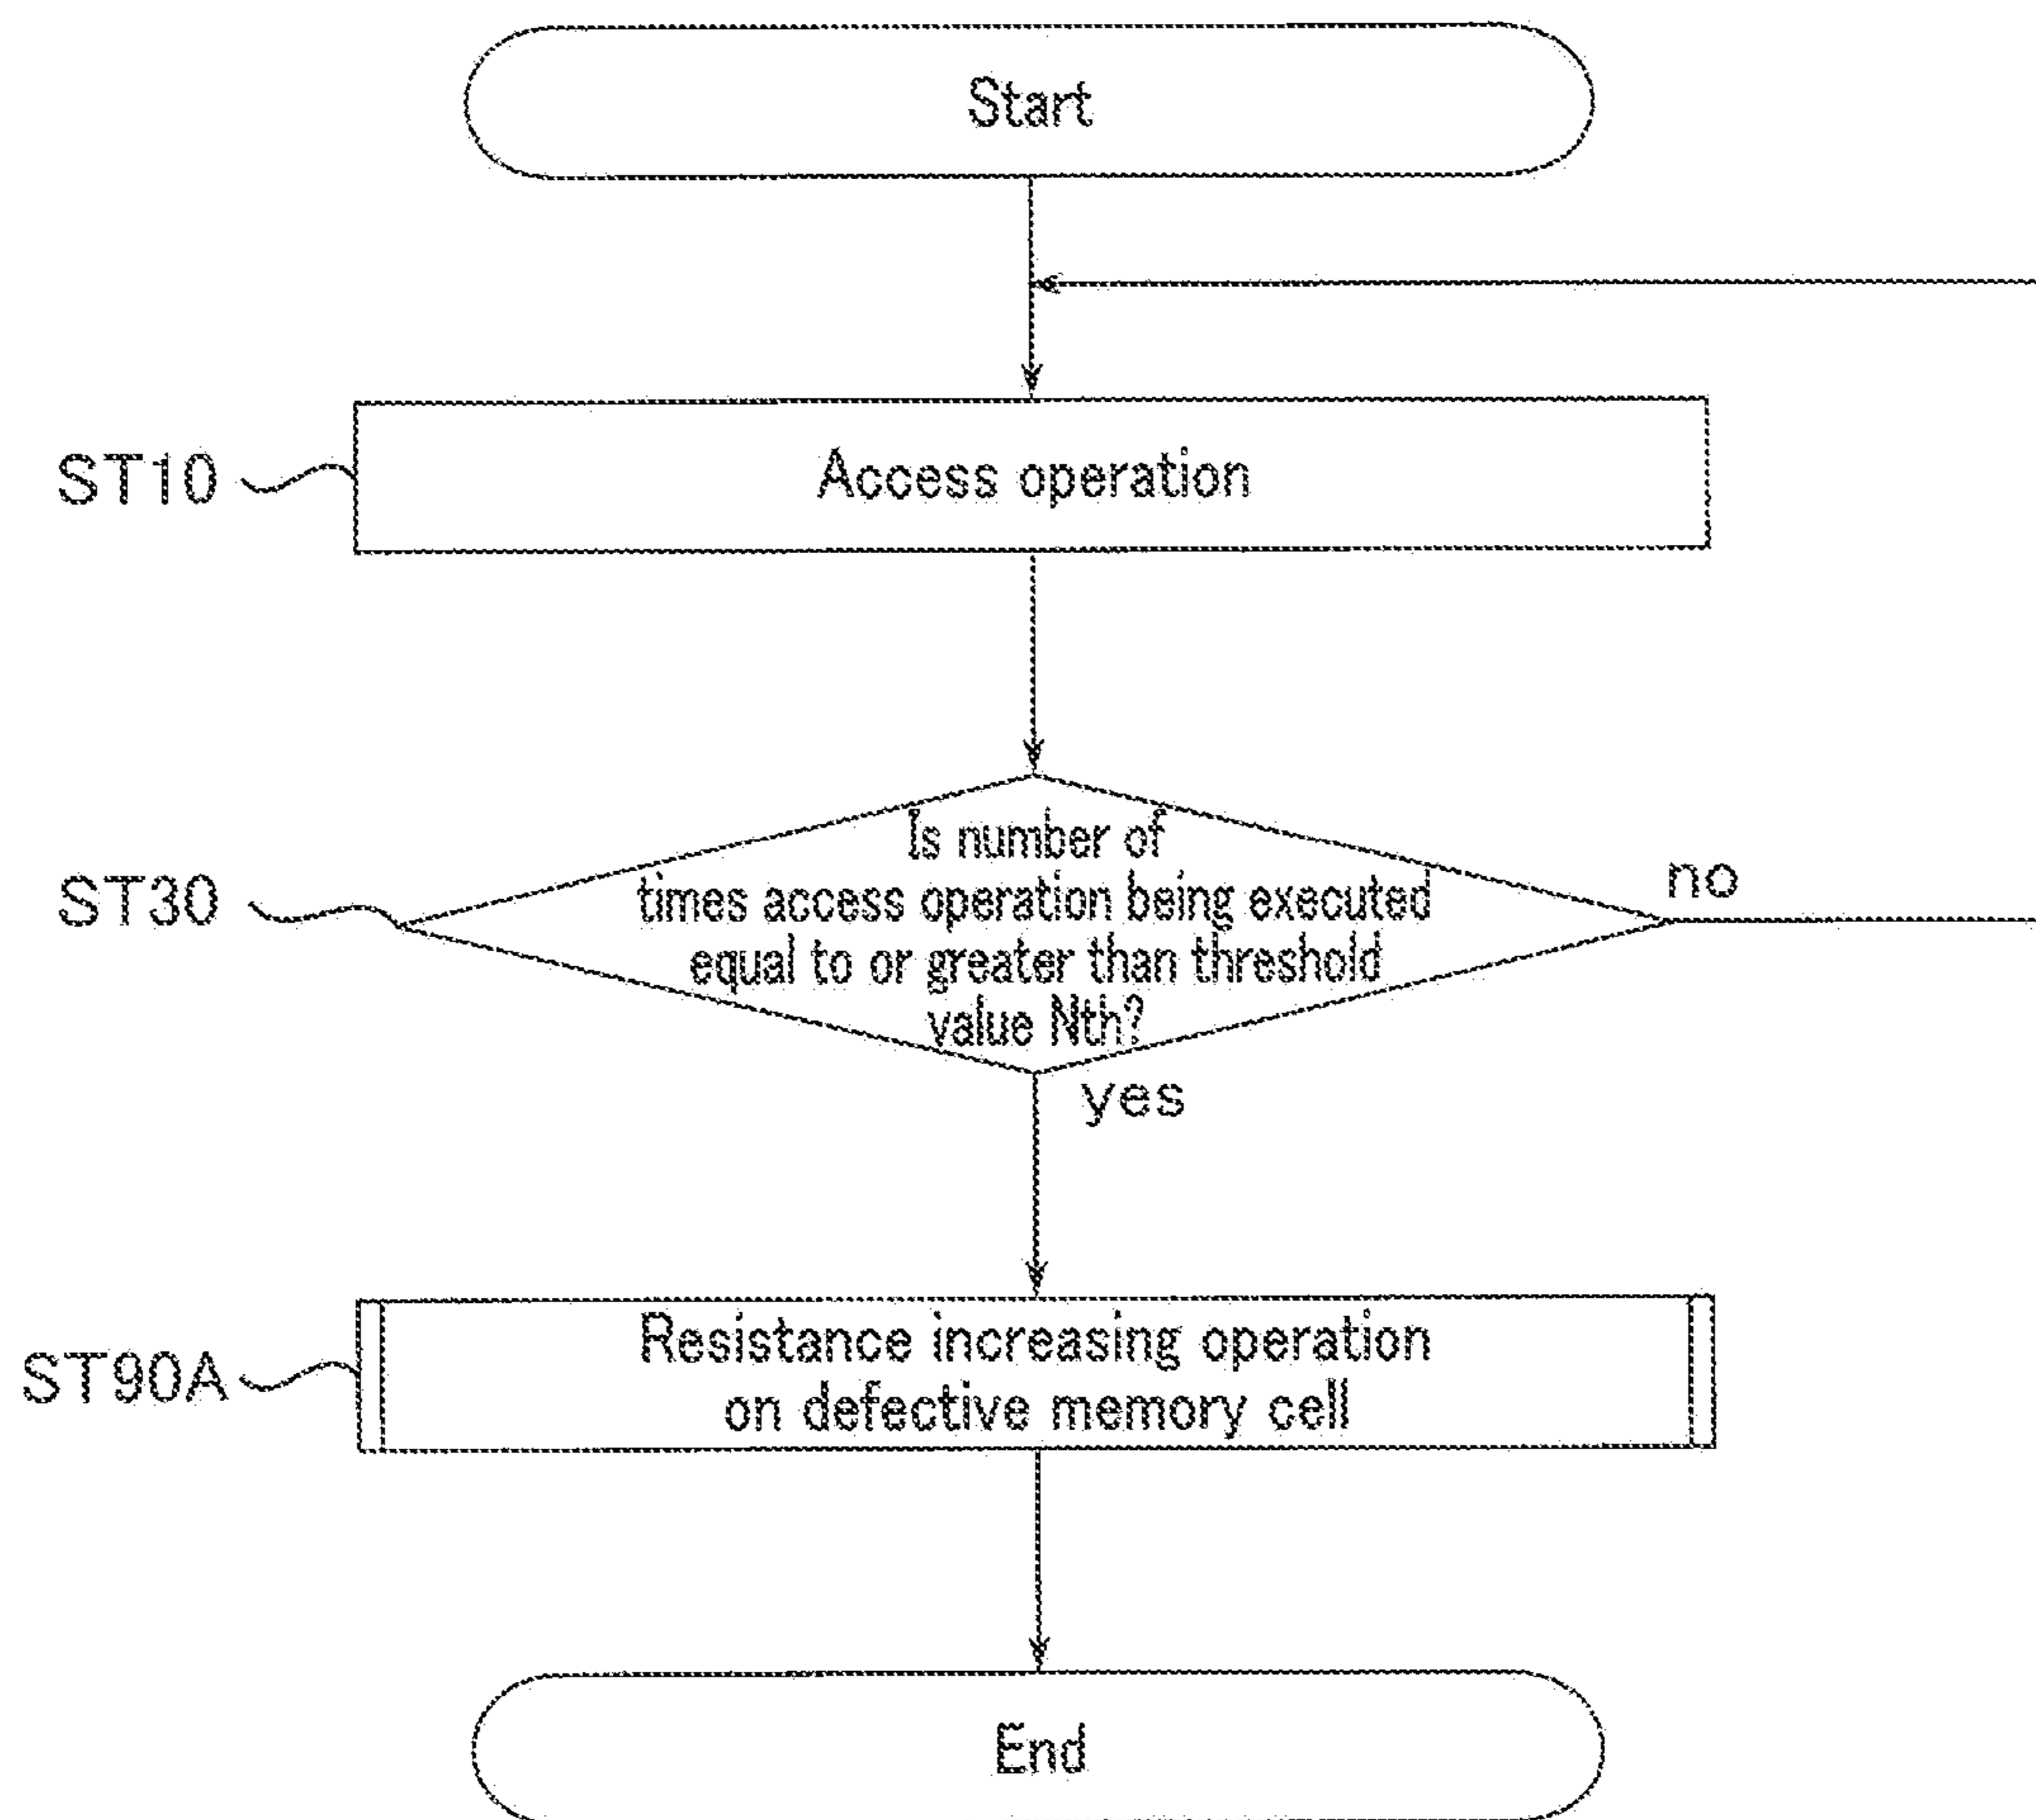 Start
ST10
Access operation
ST30
Is number of
times access operation being executed
equal to or greater than threshold
value Nth?
no
yes
ST90A
Resistance increasing operation
on defective memory cell
End